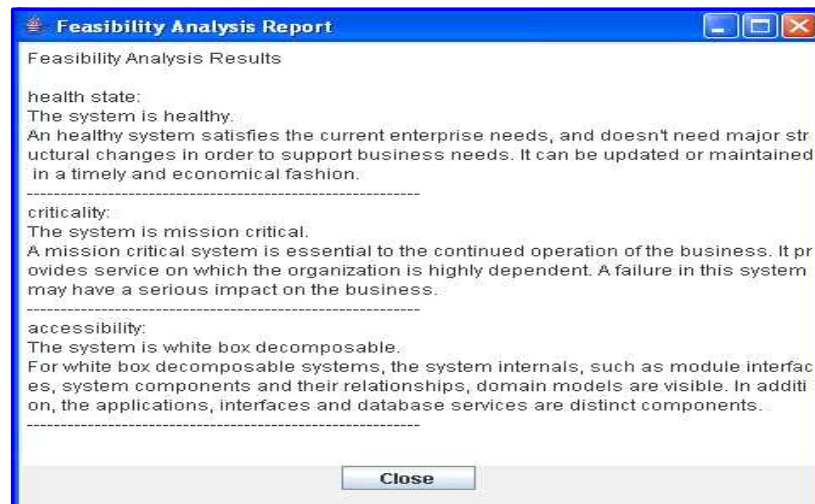 Feasibility Analysis Report
Feasibility Analysis Results
health state:
The system is healthy.
An healthy system satisfies the current enterprise needs, and doesn't need major str
uctural changes in order to support business needs. It can be updated or maintained
in a timely and economical fashion.
------------------------------------------------------------
criticality:
The system is mission critical.
A mission critical system is essential to the continued operation of the business. It pr
ovides service on which the organization is highly dependent. A failure in this system
may have a serious impact on the business.
------------------------------------------------------------
accessibility:
The system is white box decomposable.
For white box decomposable systems, the system internals, such as module interfac
es, system components and their relationships, domain models are visible. In additi
on, the applications, interfaces and database services are distinct components.
------------------------------------------------------------
Close